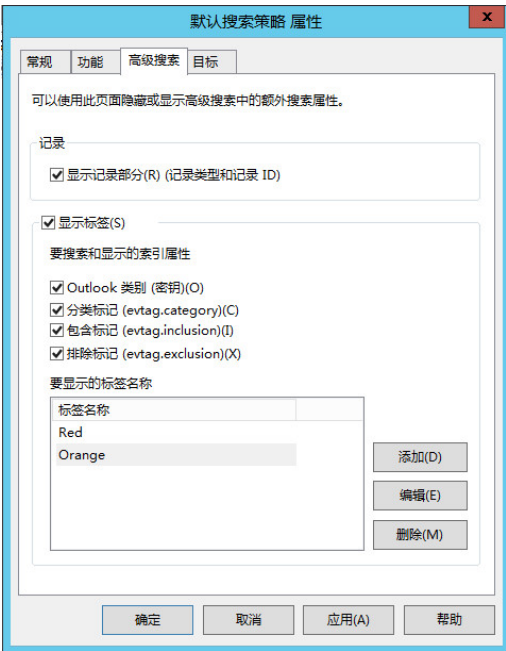 默认搜索策略 属性
x
常规 功能 高级搜索 目标
可以使用此页面隐藏或显示高级搜索中的额外搜索属性。
记录
显示记录部分(R) (记录类型和记录 ID)
显示标签(S)
要搜索和显示的索引属性
Outlook 类别 (密钥)(O)
分类标记 (evtag.category)(C)
包含标记 (evtag.inclusion)(I)
排除标记 (evtag.exclusion)(X)
要显示的标签名称
标签名称
Red
Orange
添加(D)
编辑(E)
删除(M)
确定 取消 应用(A) 帮助